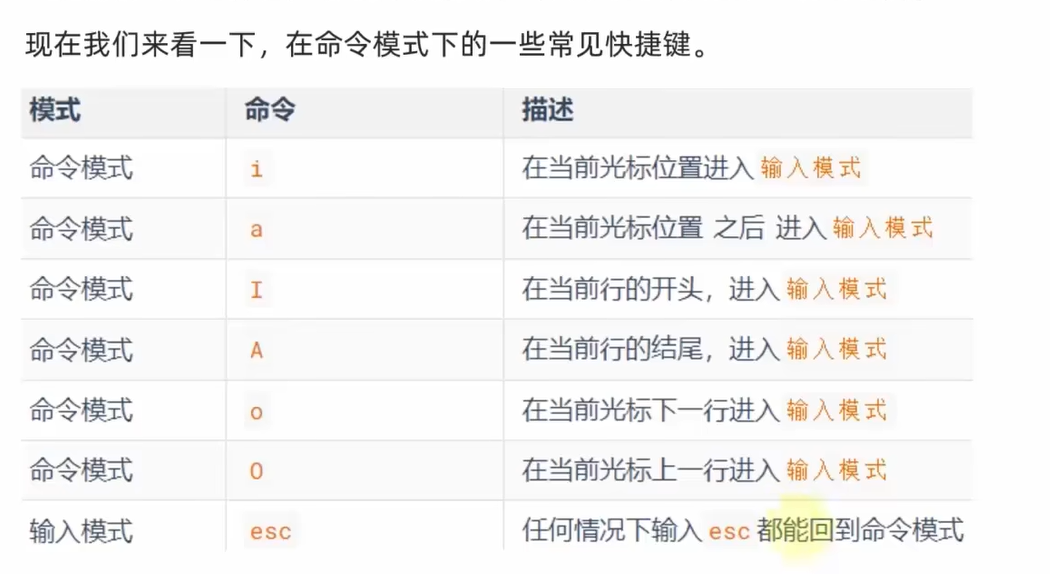 现在我们来看一下，在命令模式下的一些常见快捷键。
模式 命令 描述
命令模式 i 在当前光标位置进入 输入模式
命令模式 a 在当前光标位置 之后 进入 输入模式
命令模式 I 在当前行的开头，进入 输入模式
命令模式 A 在当前行的结尾，进入 输入模式
命令模式 o 在当前光标下一行进入 输入模式
命令模式 O 在当前光标上一行进入 输入模式
输入模式 esc 任何情况下输入 esc 都能回到命令模式